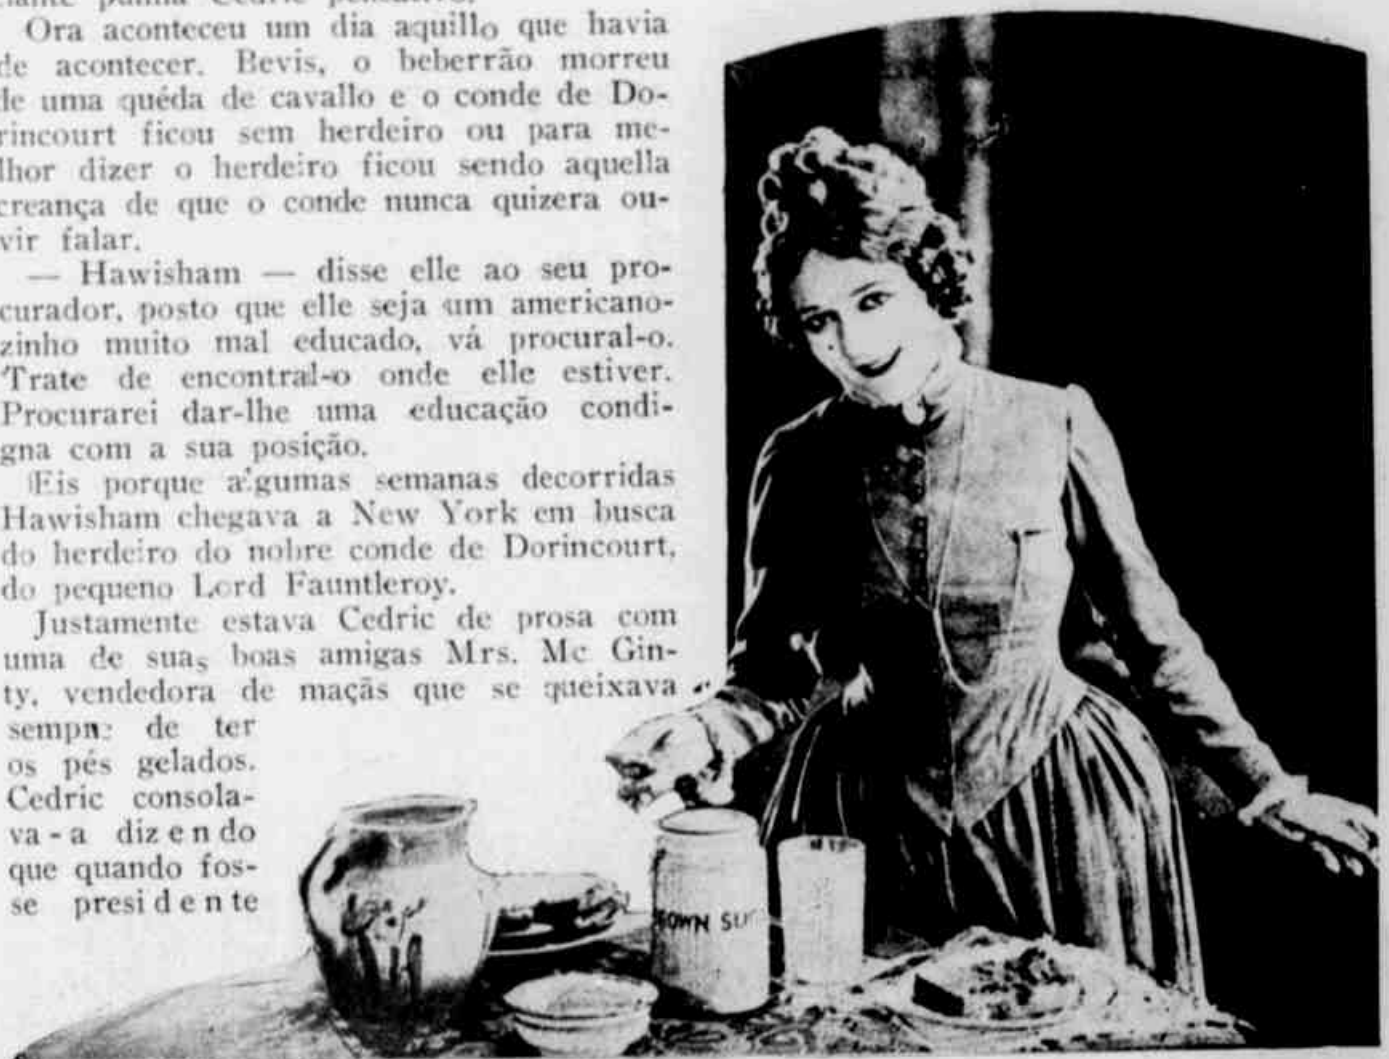 punha Cedric
Ora aconteceu um dia aquillo que havia
de acontecer. Bevis, o beberrão morreu
de uma quéda de cavallo e o conde de Do-
rincourt ficou sem herdeiro ou para me-
lhor dizer o herdeiro ficou sendo aquella
creança de que o conde nunca quizera ou-
vir falar.
— Hawisham — disse elle ao seu pro-
curador, posto que elle seja um americano-
zinho muito mal educado, vá procural-o.
Trate de encontral-o onde elle estiver.
Procurarei dar-lhe uma educação condi-
gna com a sua posição.
Eis porque algumas semanas decorridas
Hawisham chegava a New York em busca
do herdeiro do nobre conde de Dorincourt,
do pequeno Lord Fauntleroy.
Justamente estava Cedric de prosa com
uma de suas boas amigas Mrs. Mc Gin-
ty, vendedora de maçãs que se queixava
sempre de ter
os pés gelados.
Cedric consola-
va-a dizendo
que quando fos-
se presidente
OWN SU